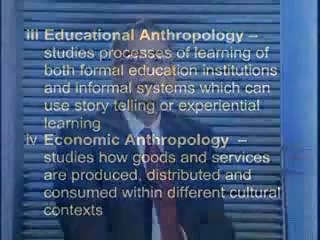 iii Educational Anthropology –
studies processes of learning of
both formal education institutions
and informal systems which can
use story telling or experiential
learning
iv Economic Anthropology –
studies how goods and services
are produced, distributed and
consumed within different cultural
contexts